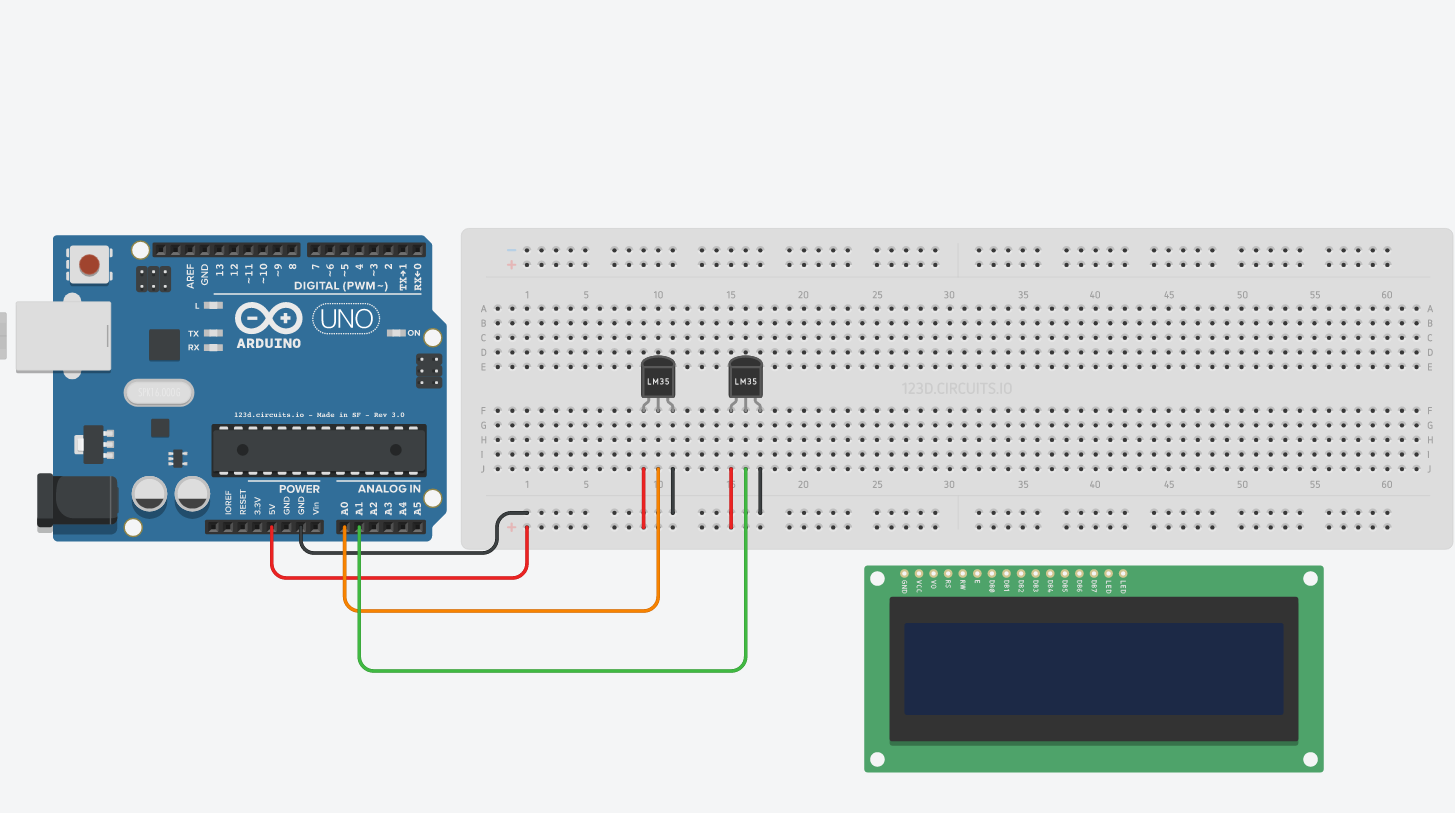 AREF GND 13 12 ~11 ~10 ~9 8 7 ~6 ~5 4 ~3 2 TX→1 RX←0
DIGITAL (PWM~)
L
TX
RX
UNO
ON
ARDUINO
123d.circuits.io - Made in SF - Rev 3.0
POWER
ANALOG IN
IOREF RESET 3.3V 5V GND GND Vin A0 A1 A2 A3 A4 A5
−
+
1 5 10 15 20 25 30 35 40 45 50 55 60
A A
B B
C C
D D
E E
LM35
LM35
123D.CIRCUITS.IO
F F
G G
H H
I I
J J
1 5 10 15 20 25 30 35 40 45 50 55 60
+
GND VCC VO RS RW E DB0 DB1 DB2 DB3 DB4 DB5 DB6 DB7 LED LED